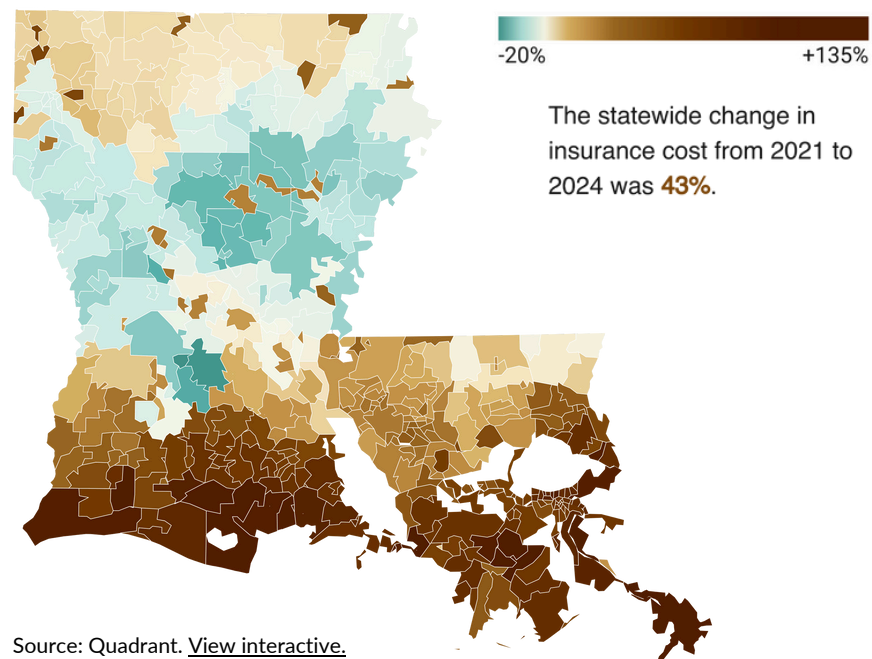 -20%
+135%
The statewide change in
insurance cost from 2021 to
2024 was 43%.
Source: Quadrant. View interactive.